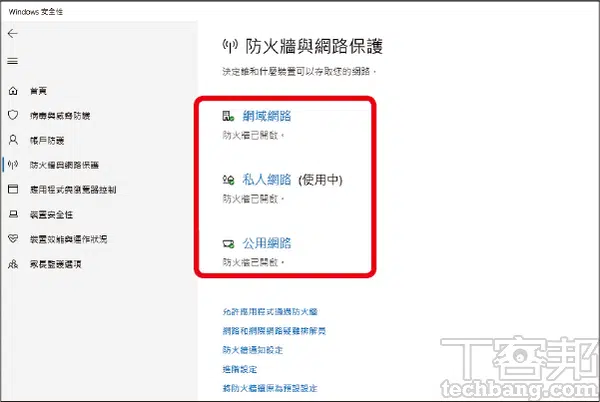 Windows 安全性
防火牆與網路保護
決定誰和什麼裝置可以存取您的網路。
首頁
病毒與威脅防護
帳戶防護
防火牆與網路保護
應用程式與瀏覽器控制
裝置安全性
裝置效能與運作狀況
家長監護選項
網域網路
防火牆已開啟。
私人網路 (使用中)
防火牆已開啟。
公用網路
防火牆已開啟。
允許應用程式通過防火牆
網路和網際網路疑難排解員
防火牆通知設定
進階設定
將防火牆還原為預設設定
T客邦
techbang.com